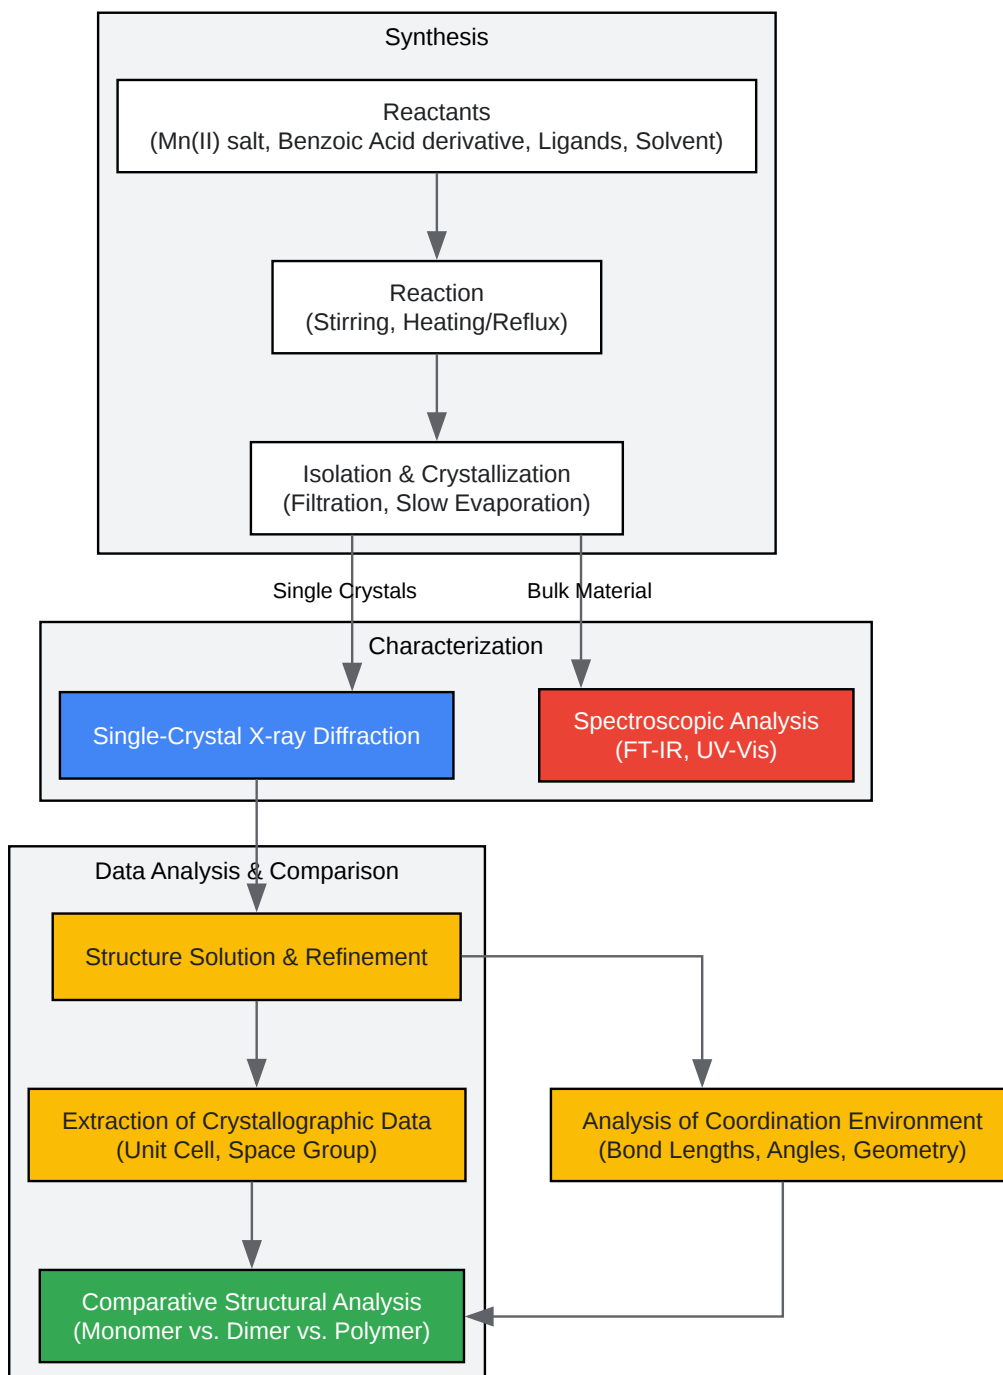 Synthesis
Reactants
(Mn(II) salt, Benzoic Acid derivative, Ligands, Solvent)
Reaction
(Stirring, Heating/Reflux)
Isolation & Crystallization
(Filtration, Slow Evaporation)
Single Crystals
Bulk Material
Characterization
Single-Crystal X-ray Diffraction
Spectroscopic Analysis
(FT-IR, UV-Vis)
Data Analysis & Comparison
Structure Solution & Refinement
Extraction of Crystallographic Data
(Unit Cell, Space Group)
Analysis of Coordination Environment
(Bond Lengths, Angles, Geometry)
Comparative Structural Analysis
(Monomer vs. Dimer vs. Polymer)